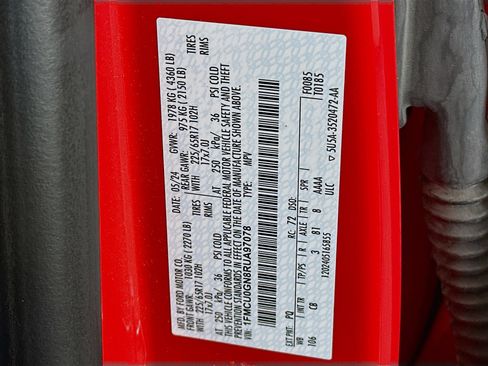 MFD. BY FORD MOTOR CO.
DATE: 05/24 GVWR: 1978 KG ( 4360 LB)
FRONT GAWR: 1030 KG (2270 LB) REAR GAWR: 975 KG ( 2150 LB)
WITH 225/65R17 102H TIRES
17x7.0J RIMS
AT 250 kPa/ 36 PSI COLD
WITH 225/65R17 102H TIRES
17x7.0J RIMS
AT 250 kPa/ 36 PSI COLD
THIS VEHICLE CONFORMS TO ALL APPLICABLE FEDERAL MOTOR VEHICLE SAFETY AND THEFT
PREVENTION STANDARDS IN EFFECT ON THE DATE OF MANUFACTURE SHOWN ABOVE.
VIN: 1FMCU0GN8RUA97078
TYPE: MPV
F0085
T0185
EXT PNT: PQ RC: 72 DSO:
WB TP/PS R AXLE TR SPR
106 CB J 3 81 8 AAAA
ULC
12024051658S5
5U5A-3520472-AA